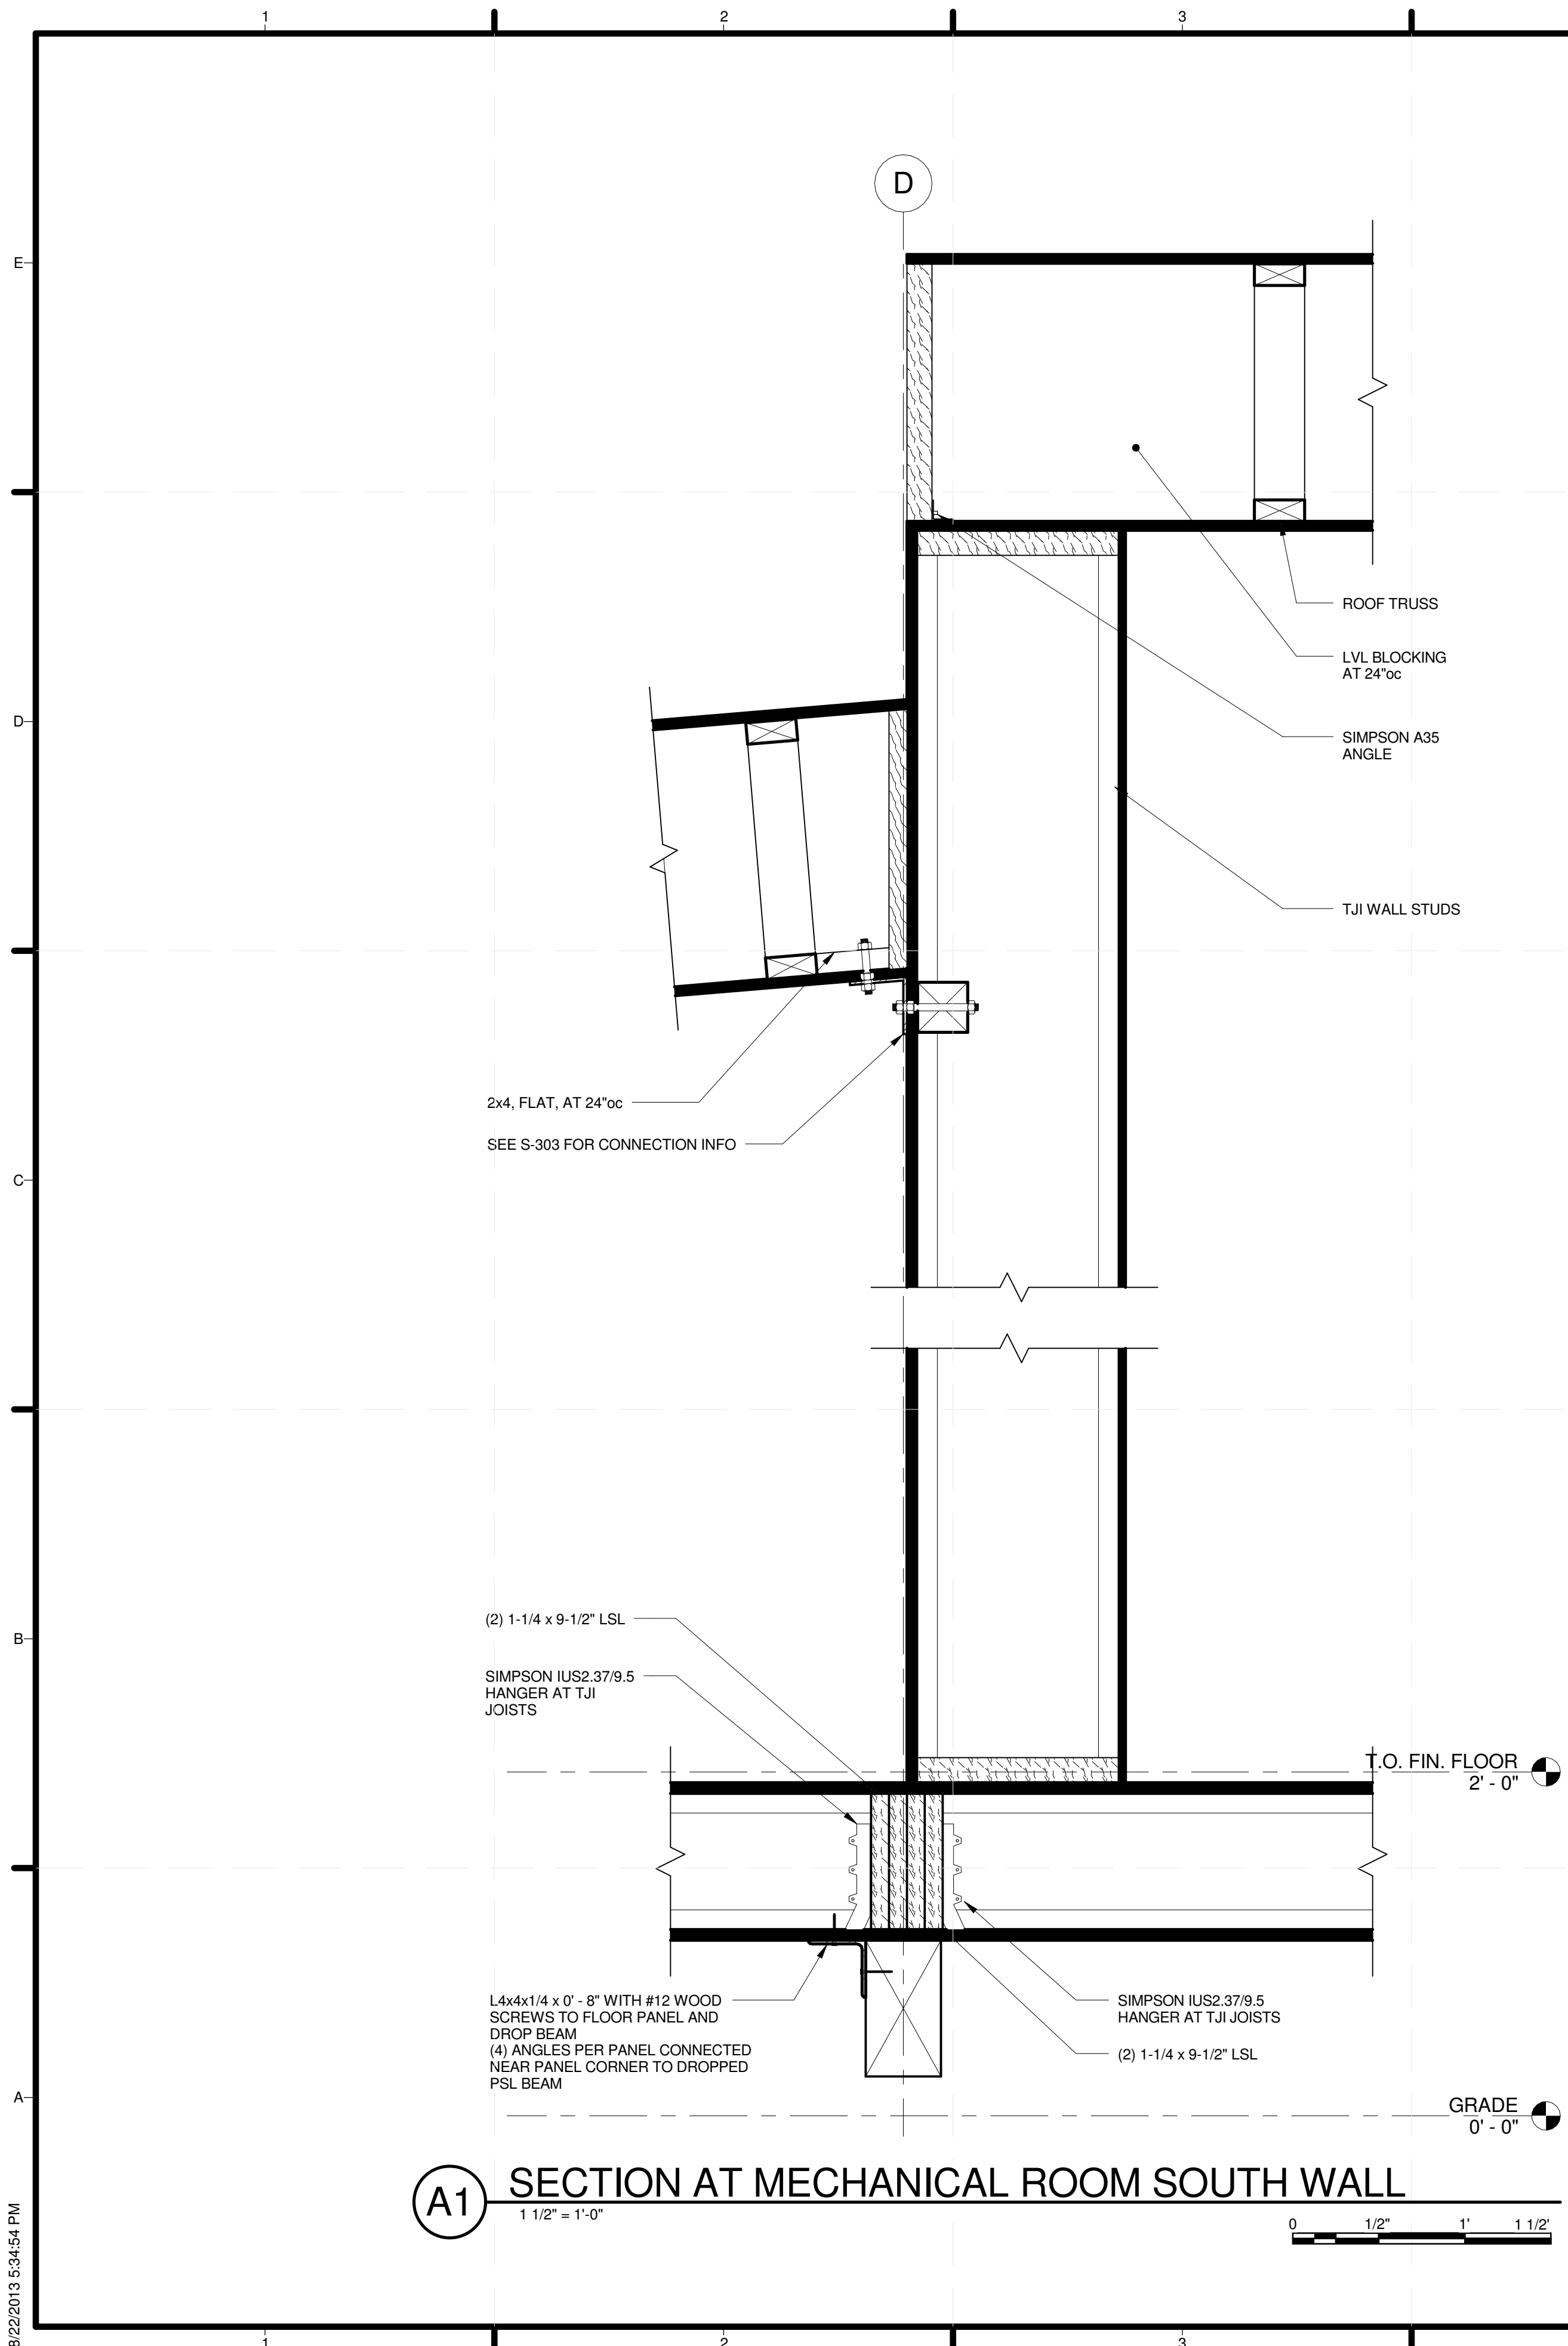 1
2
3
D
E
ROOF TRUSS
LVL BLOCKING
AT 24"oc
D
SIMPSON A35
ANGLE
TJI WALL STUDS
2x4, FLAT, AT 24"oc
SEE S-303 FOR CONNECTION INFO
C
(2) 1-1/4 x 9-1/2" LSL
B
SIMPSON IUS2.37/9.5
HANGER AT TJI
JOISTS
T.O. FIN. FLOOR
2' - 0"
L4x4x1/4 x 0' - 8" WITH #12 WOOD
SCREWS TO FLOOR PANEL AND
DROP BEAM
(4) ANGLES PER PANEL CONNECTED
NEAR PANEL CORNER TO DROPPED
PSL BEAM
SIMPSON IUS2.37/9.5
HANGER AT TJI JOISTS
(2) 1-1/4 x 9-1/2" LSL
A
GRADE
0' - 0"
A1
SECTION AT MECHANICAL ROOM SOUTH WALL
1 1/2" = 1'-0"
0 1/2" 1' 1 1/2'
8/22/2013 5:34:54 PM
1
2
3